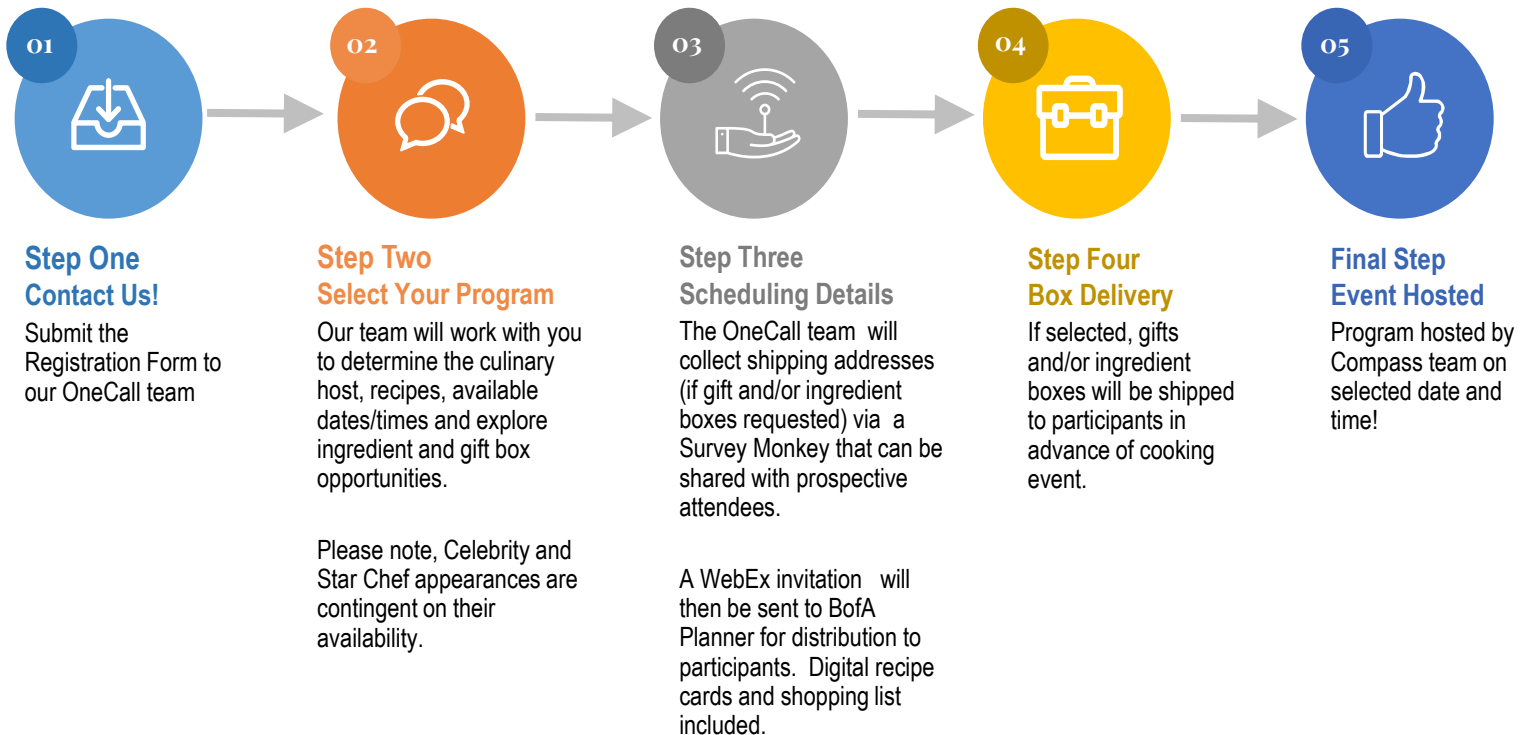 01
Step One
Contact Us!
Submit the
Registration Form to
our OneCall team
02
Step Two
Select Your Program
Our team will work with you
to determine the culinary
host, recipes, available
dates/times and explore
ingredient and gift box
opportunities.
Please note, Celebrity and
Star Chef appearances are
contingent on their
availability.
03
Step Three
Scheduling Details
The OneCall team will
collect shipping addresses
(if gift and/or ingredient
boxes requested) via a
Survey Monkey that can be
shared with prospective
attendees.
A WebEx invitation will
then be sent to BofA
Planner for distribution to
participants. Digital recipe
cards and shopping list
included.
04
Step Four
Box Delivery
If selected, gifts
and/or ingredient
boxes will be shipped
to participants in
advance of cooking
event.
05
Final Step
Event Hosted
Program hosted by
Compass team on
selected date and
time!